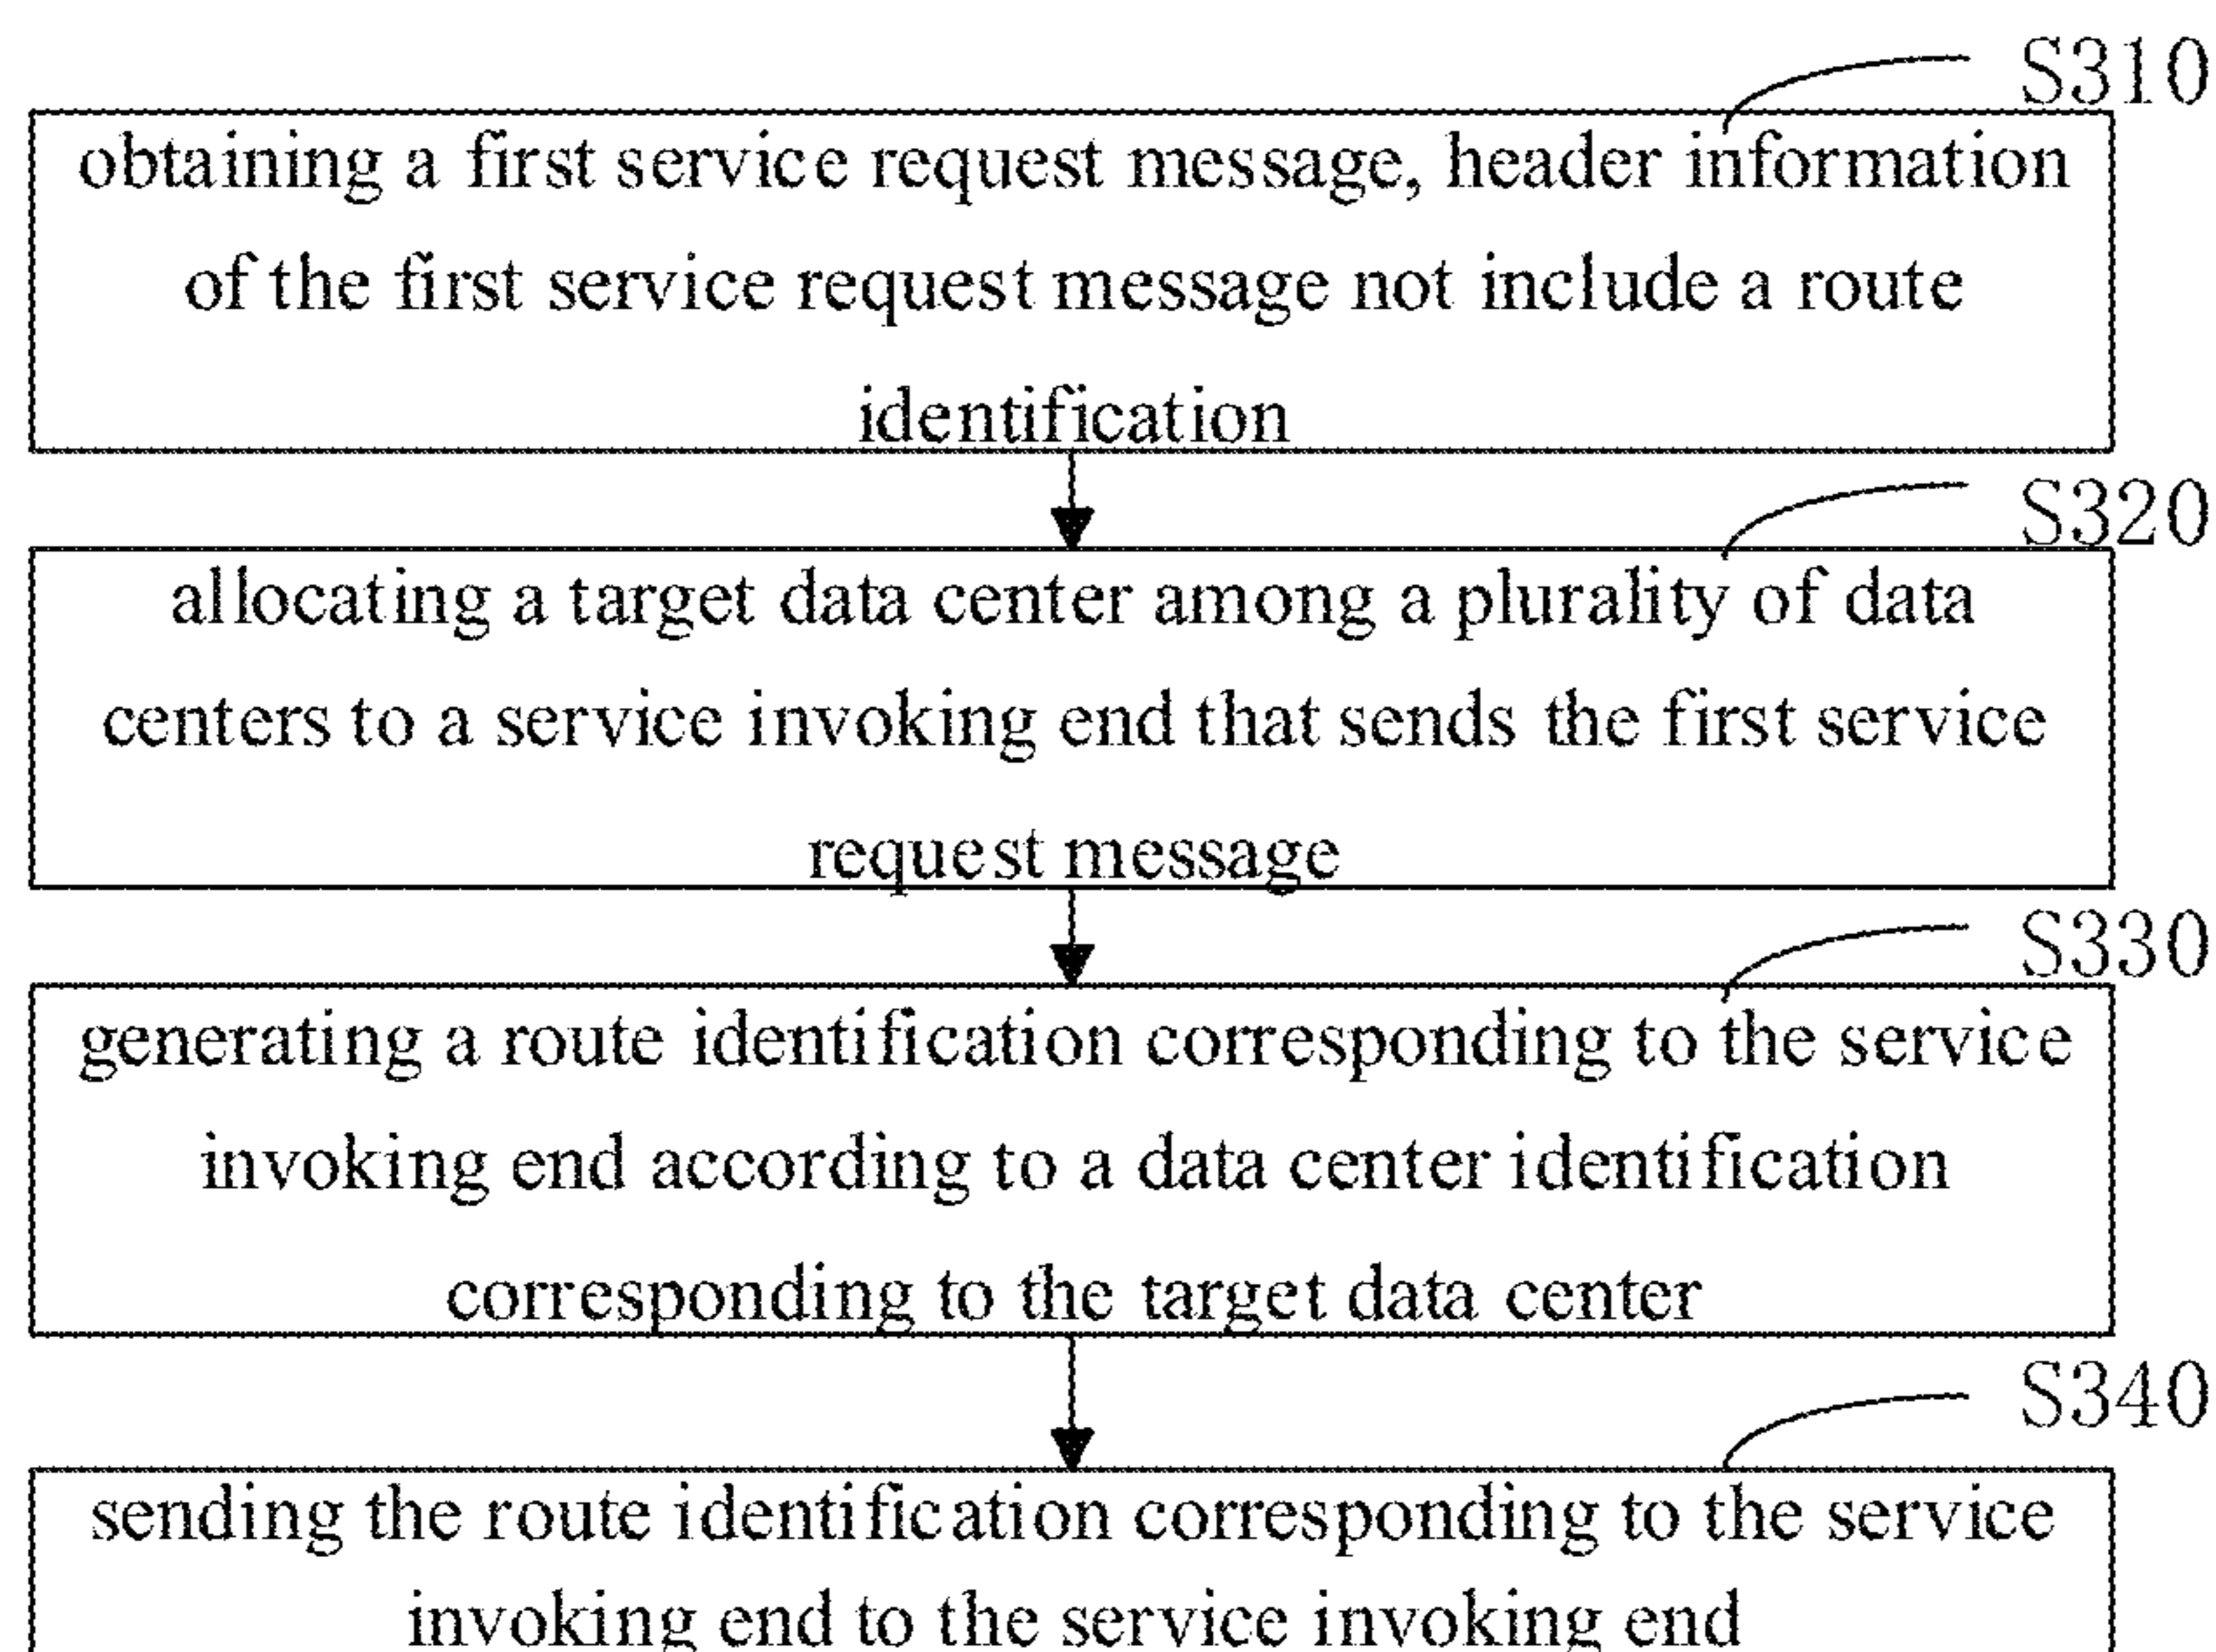 S310
obtaining a first service request message, header information
of the first service request message not include a route
identification
S320
allocating a target data center among a plurality of data
centers to a service invoking end that sends the first service
request message
S330
generating a route identification corresponding to the service
invoking end according to a data center identification
corresponding to the target data center
S340
sending the route identification corresponding to the service
invoking end to the service invoking end